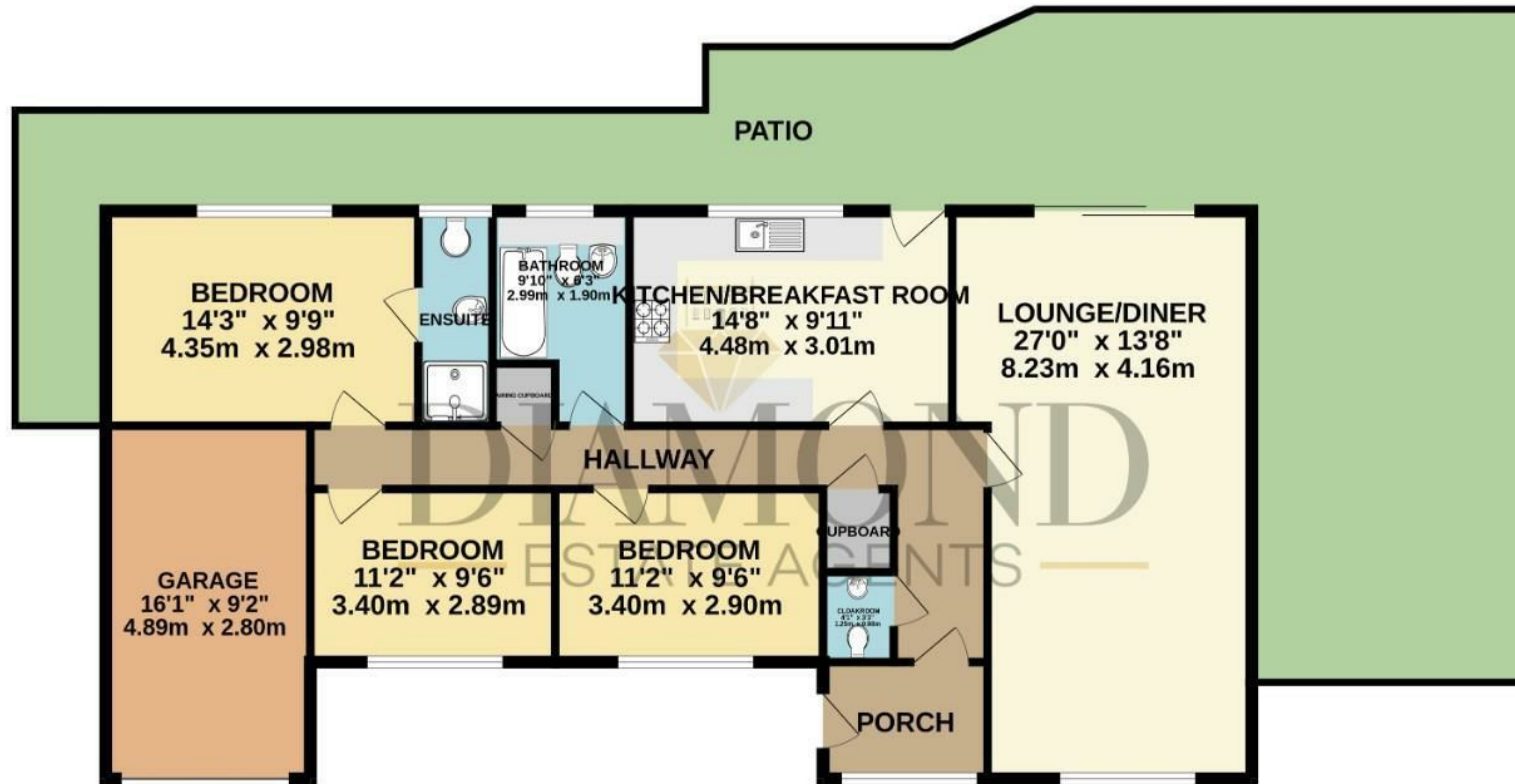 PATIO
BEDROOM
14'3" x 9'9"
4.35m x 2.98m
ENSUITE
BATHROOM
9'10" x 6'3"
2.99m x 1.90m
KITCHEN/BREAKFAST ROOM
14'8" x 9'11"
4.48m x 3.01m
LOUNGE/DINER
27'0" x 13'8"
8.23m x 4.16m
AIRING CUPBOARD
HALLWAY
DIAMOND
ESTATE AGENTS
GARAGE
16'1" x 9'2"
4.89m x 2.80m
BEDROOM
11'2" x 9'6"
3.40m x 2.89m
BEDROOM
11'2" x 9'6"
3.40m x 2.90m
CUPBOARD
CLOAKROOM
PORCH